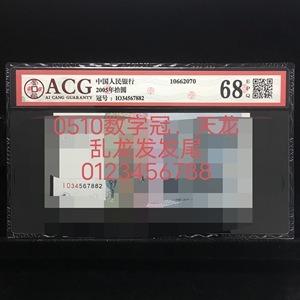 ACG
AI CANG GUARANTY
中国人民银行
2005年拾圆
冠号：IO34567882
10662070
68 EPQ
0510数字冠，天龙
乱龙发发尾
0123456788
IO34567882